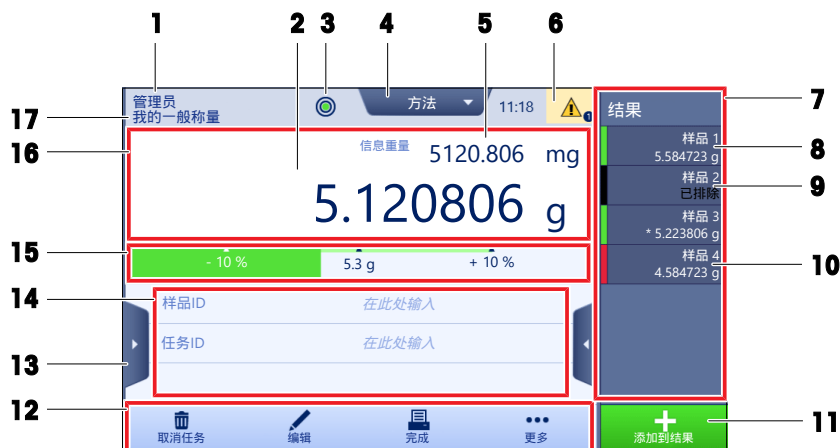 1
2
3
4
5
6
管理员
我的一般称量
方法
11:18
1
结果
7
17
16
信息重量
5120.806 mg
5.120806 g
样品 1
5.584723 g
8
样品 2
已排除
9
样品 3
* 5.223806 g
样品 4
4.584723 g
10
15
- 10 %
5.3 g
+ 10 %
14
样品ID
在此处输入
任务ID
在此处输入
13
12
取消任务
编辑
完成
更多
添加到结果
11